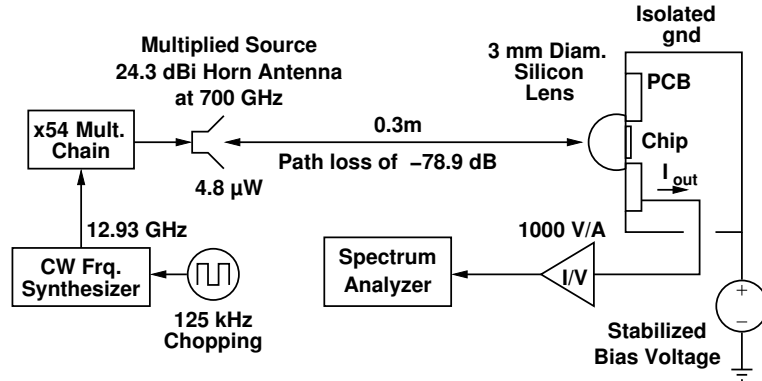 Isolated
gnd
Multiplied Source
24.3 dBi Horn Antenna
at 700 GHz
3 mm Diam.
Silicon
Lens
PCB
x54 Mult.
Chain
0.3m
Chip
Path loss of −78.9 dB
4.8 µW
I out
12.93 GHz
1000 V/A
CW Frq.
Synthesizer
Spectrum
Analyzer
I/V
+
−
125 kHz
Chopping
Stabilized
Bias Voltage